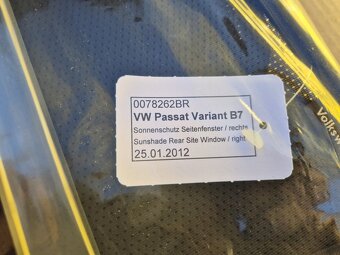 0078262BR
VW Passat Variant B7
Sonnenschutz Seitenfenster / rechts
Sunshade Rear Site Window / right
25.01.2012